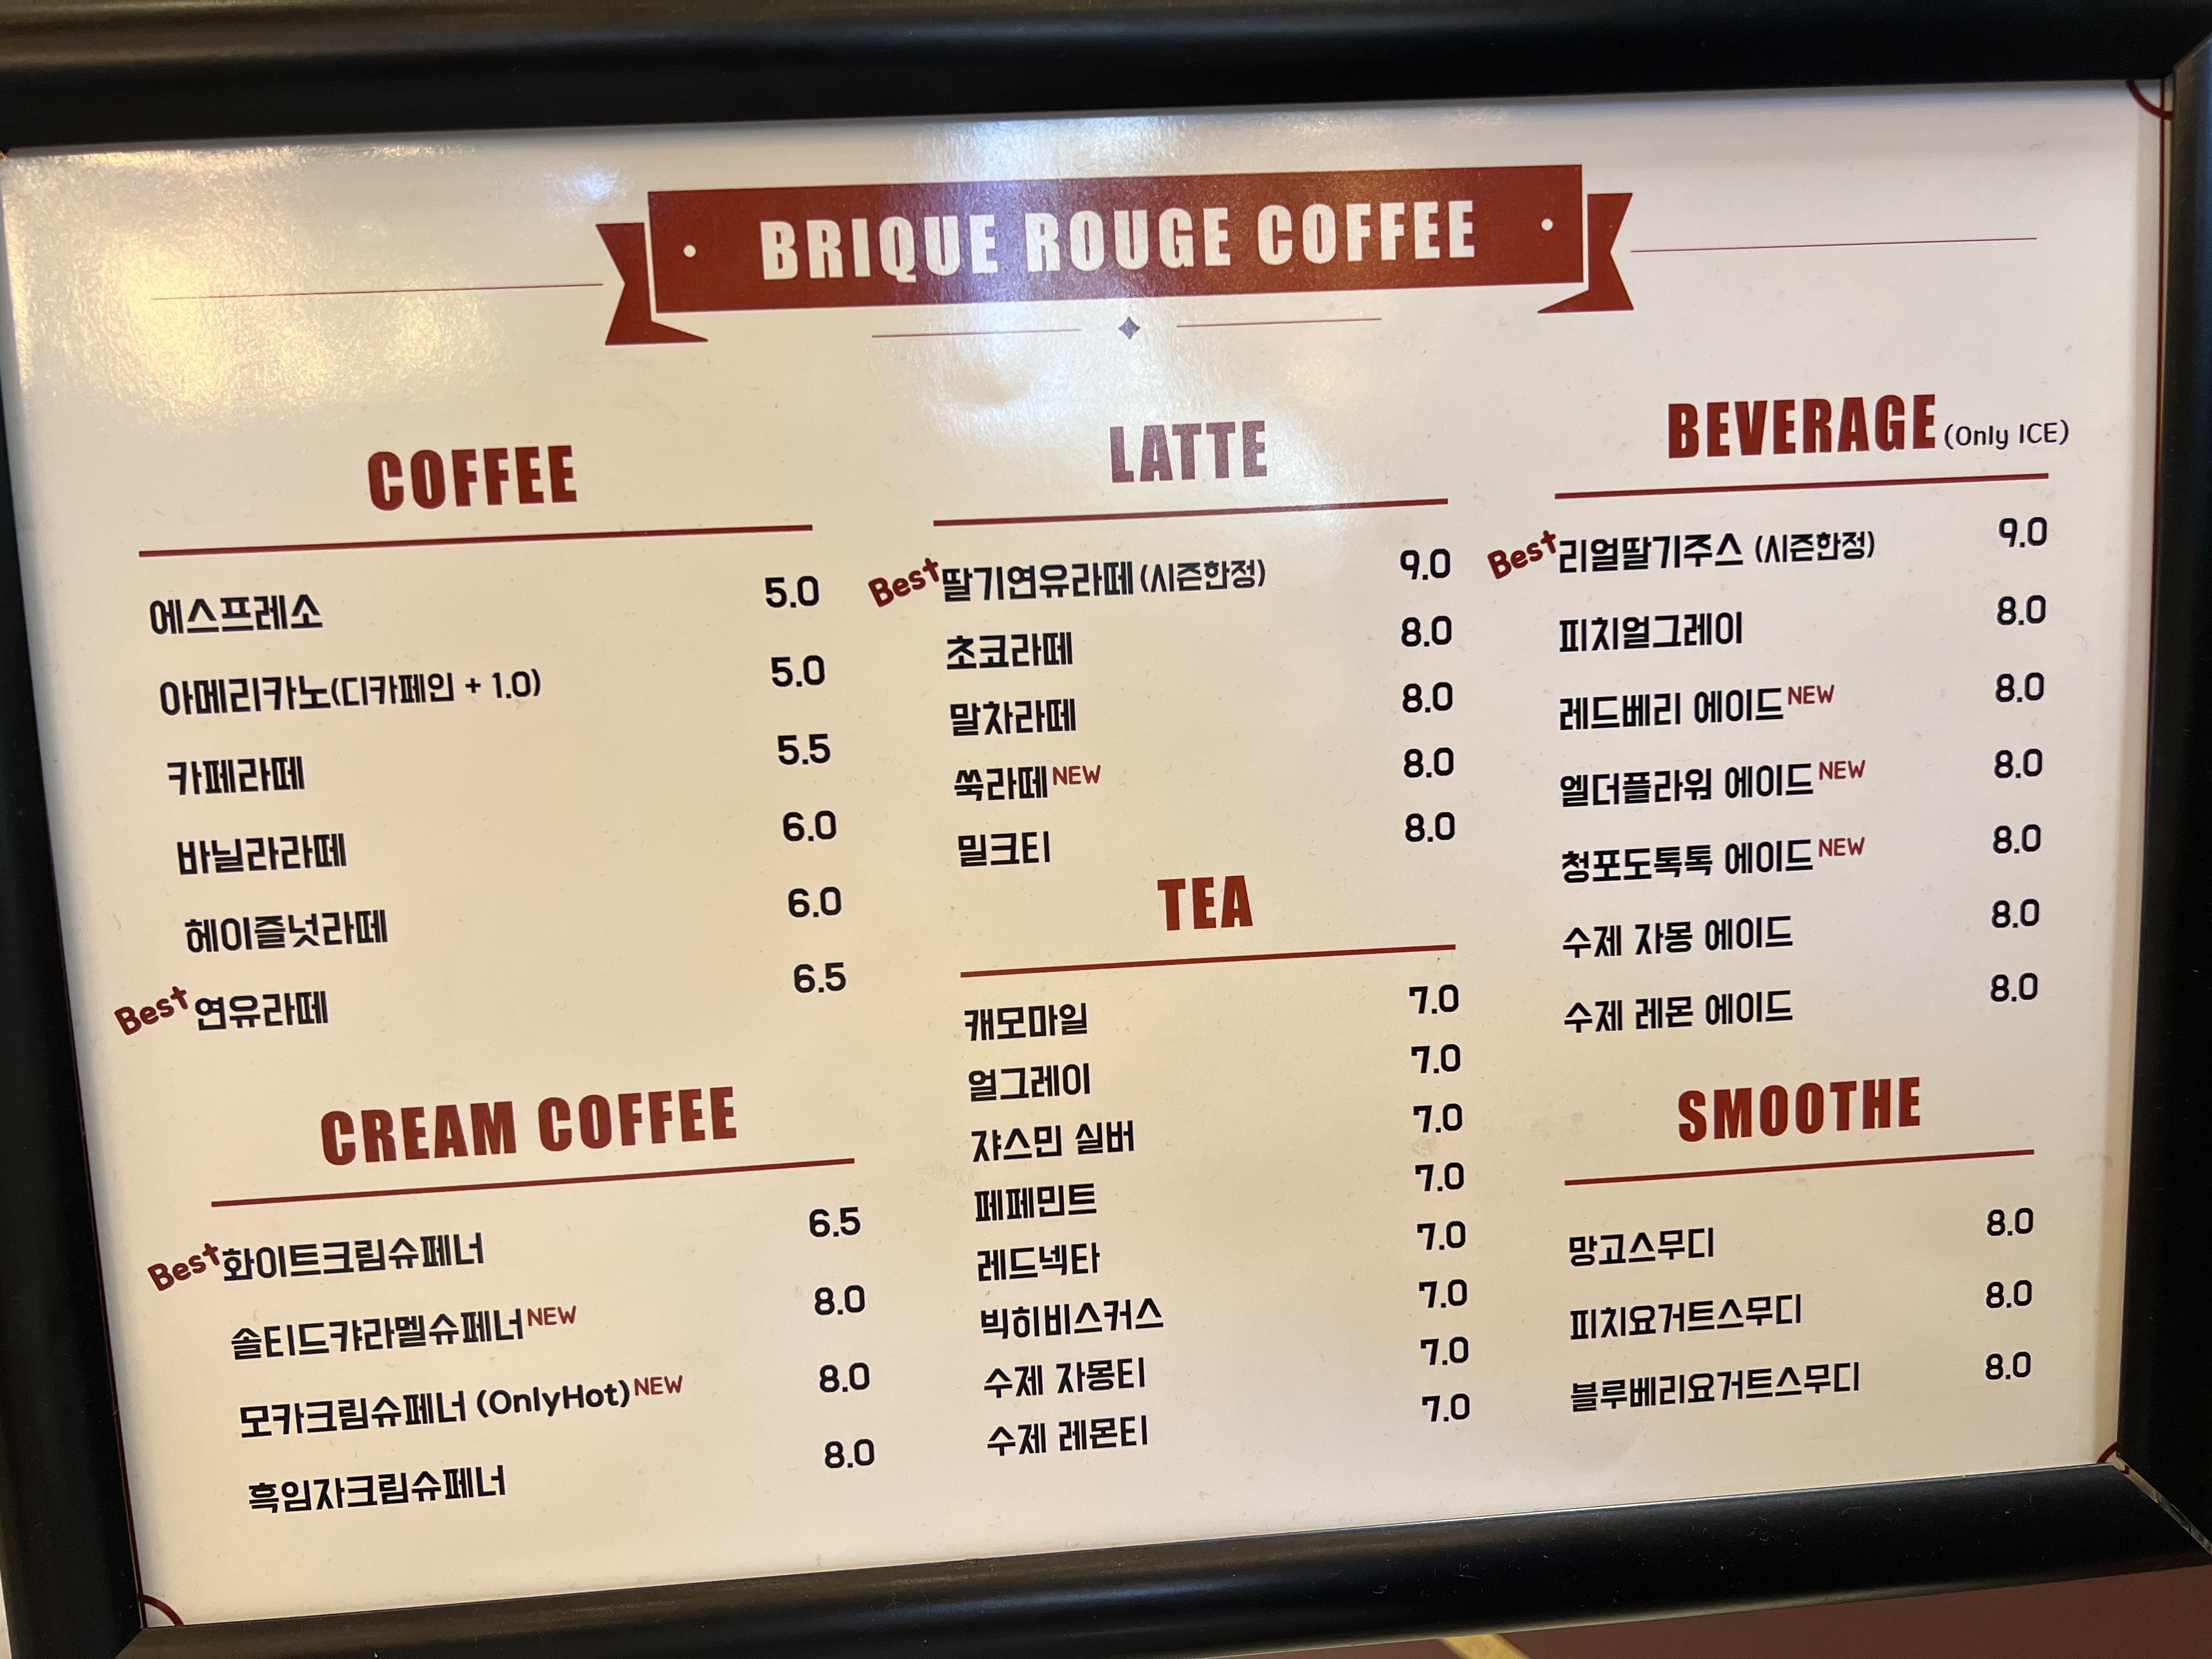 BRIQUE ROUGE COFFEE
COFFEE
에스프레소 5.0
아메리카노(디카페인 + 1.0) 5.0
카페라떼 5.5
바닐라라떼 6.0
헤이즐넛라떼 6.0
Best 연유라떼 6.5
CREAM COFFEE
Best 화이트크림슈페너 6.5
솔티드캬라멜슈페너 NEW 8.0
모카크림슈페너 (OnlyHot) NEW 8.0
흑임자크림슈페너 8.0
LATTE
Best 딸기연유라떼 (시즌한정) 9.0
초코라떼 8.0
말차라떼 8.0
쑥라떼 NEW 8.0
밀크티 8.0
TEA
캐모마일 7.0
얼그레이 7.0
쟈스민 실버 7.0
페페민트 7.0
레드넥타 7.0
빅히비스커스 7.0
수제 자몽티 7.0
수제 레몬티 7.0
BEVERAGE (Only ICE)
Best 리얼딸기주스 (시즌한정) 9.0
피치얼그레이 8.0
레드베리 에이드 NEW 8.0
엘더플라워 에이드 NEW 8.0
청포도톡톡 에이드 NEW 8.0
수제 자몽 에이드 8.0
수제 레몬 에이드 8.0
SMOOTHE
망고스무디 8.0
피치요거트스무디 8.0
블루베리요거트스무디 8.0